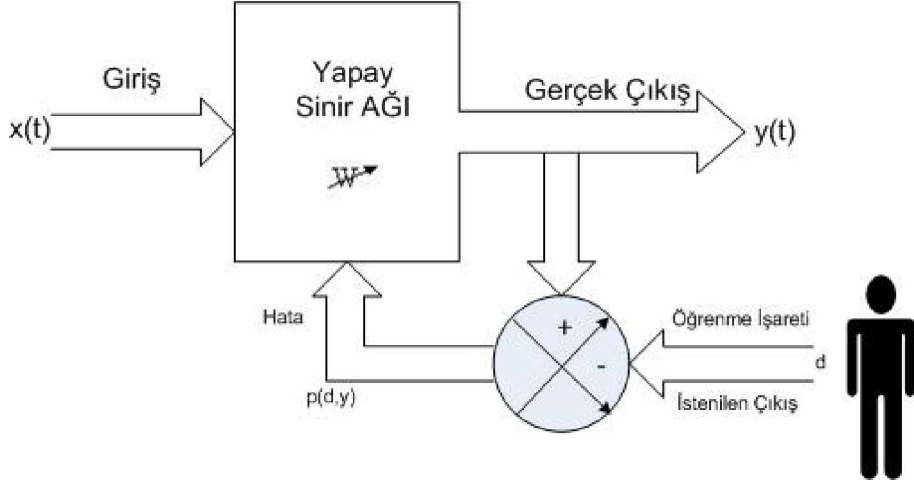 Giriş
x(t)
Yapay
Sinir AĞI
W
Gerçek Çıkış
y(t)
Hata
p(d,y)
+
-
Öğrenme İşareti
d
İstenilen Çıkış